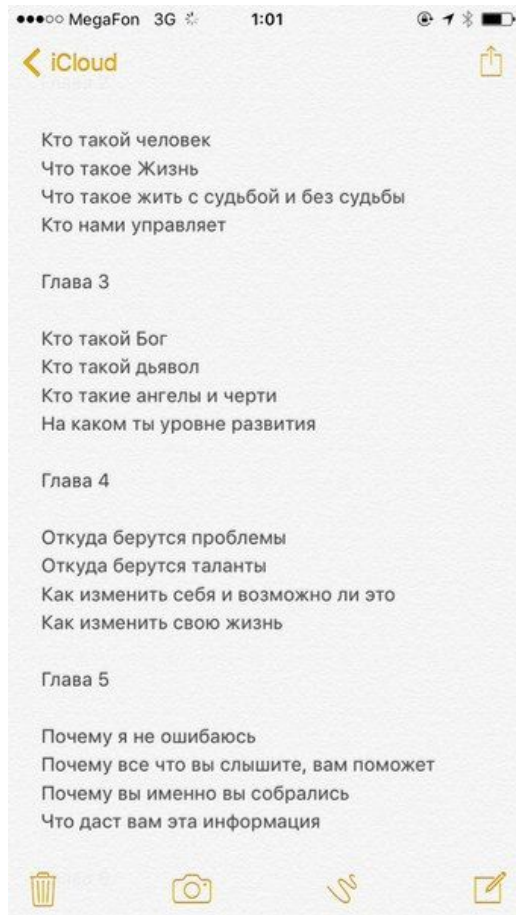 MegaFon 3G 1:01
iCloud
Кто такой человек
Что такое Жизнь
Что такое жить с судьбой и без судьбы
Кто нами управляет
Глава 3
Кто такой Бог
Кто такой дьявол
Кто такие ангелы и черти
На каком ты уровне развития
Глава 4
Откуда берутся проблемы
Откуда берутся таланты
Как изменить себя и возможно ли это
Как изменить свою жизнь
Глава 5
Почему я не ошибаюсь
Почему все что вы слышите, вам поможет
Почему вы именно вы собрались
Что даст вам эта информация